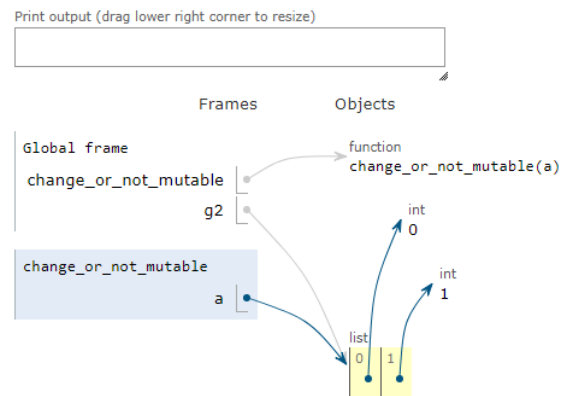 Print output (drag lower right corner to resize)
Frames Objects
Global frame
change_or_not_mutable
g2
function
change_or_not_mutable(a)
int
0
change_or_not_mutable
a
int
1
list
0 1